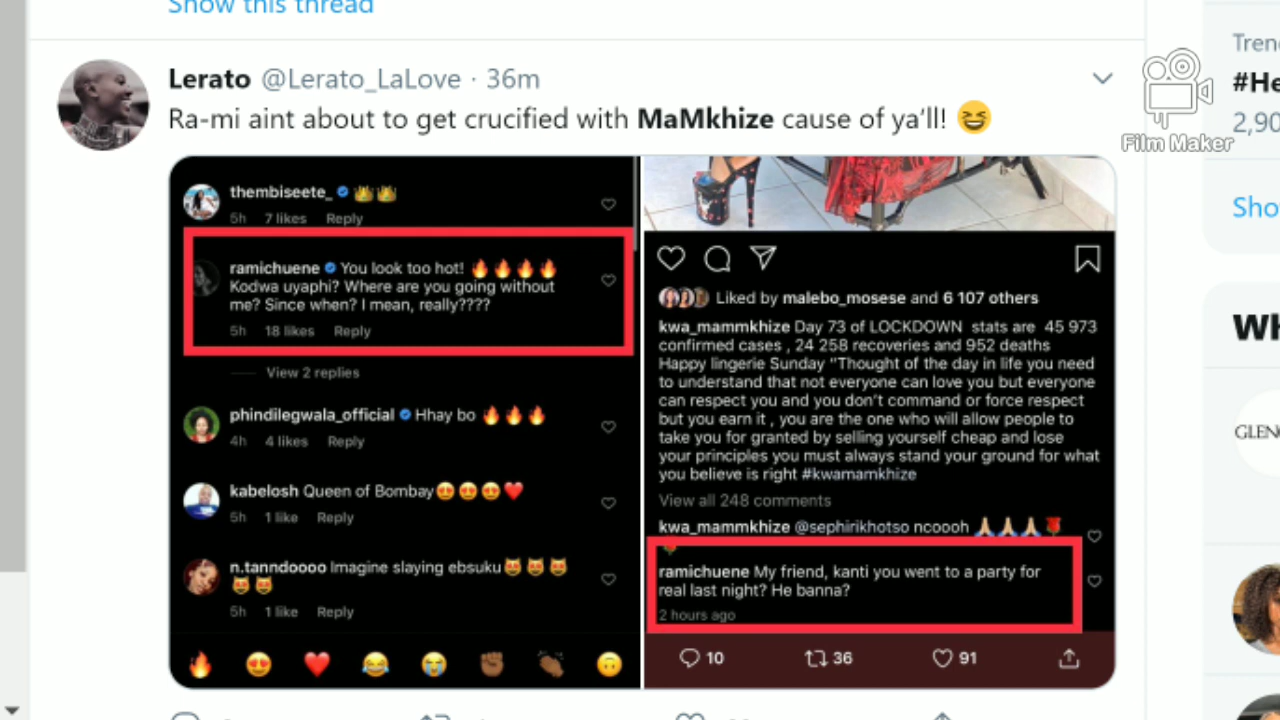 Show this thread
Lerato @Lerato_LaLove · 36m
Ra-mi aint about to get crucified with MaMkhize cause of ya'll! 😆
thembiseete_ 👑👑
5h 7 likes Reply
ramichuene You look too hot! 🔥🔥🔥🔥
Kodwa uyaphi? Where are you going without
me? Since when? I mean, really????
5h 18 likes Reply
View 2 replies
phindilegwala_official Hhay bo 🔥🔥🔥
4h 4 likes Reply
kabelosh Queen of Bombay😍😍😍❤️
5h 1 like Reply
n.tanndoooo Imagine slaying ebsuku😻😻😻
😻😻
5h 1 like Reply
🔥😍❤️😂😭✊🏾👏🏾🙃
Liked by malebo_mosese and 6 107 others
kwa_mammkhize Day 73 of LOCKDOWN stats are 45 973
confirmed cases , 24 258 recoveries and 952 deaths
Happy lingerie Sunday "Thought of the day in life you need
to understand that not everyone can love you but everyone
can respect you and you don't command or force respect
but you earn it , you are the one who will allow people to
take you for granted by selling yourself cheap and lose
your principles you must always stand your ground for what
you believe is right #kwamamkhize
View all 248 comments
kwa_mammkhize @sephirikhotso ncoooh 🙏🏼🙏🏼🙏🏼🌹
🌹
ramichuene My friend, kanti you went to a party for
real last night? He banna?
2 hours ago
10 36 91
Film Maker
Tren
#He
2,90
Sho
Wh
GLENC